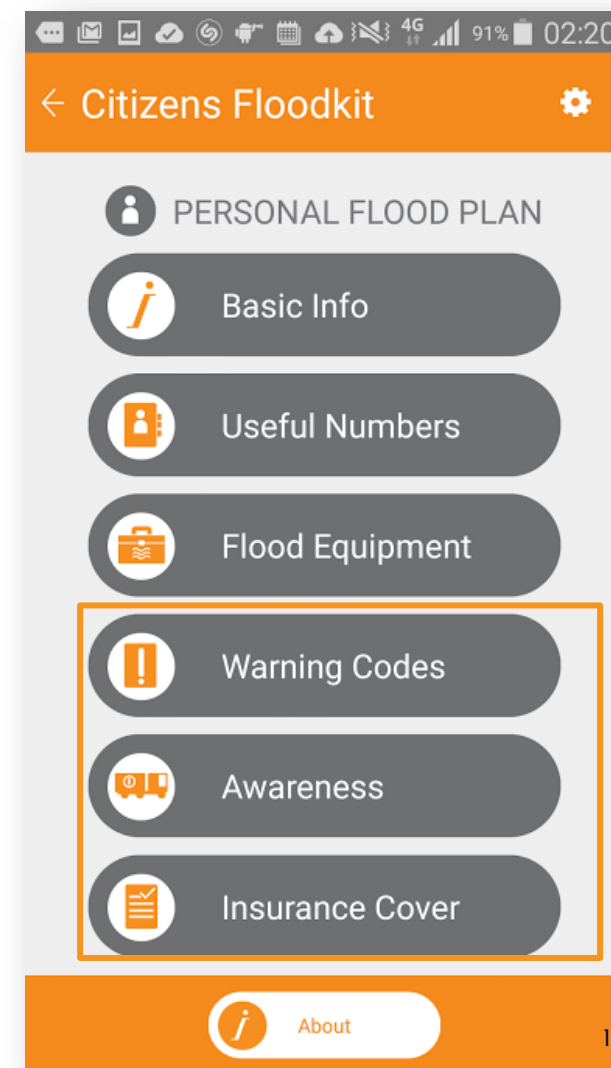 4G 91% 02:20
← Citizens Floodkit
PERSONAL FLOOD PLAN
Basic Info
Useful Numbers
Flood Equipment
Warning Codes
Awareness
Insurance Cover
About
1